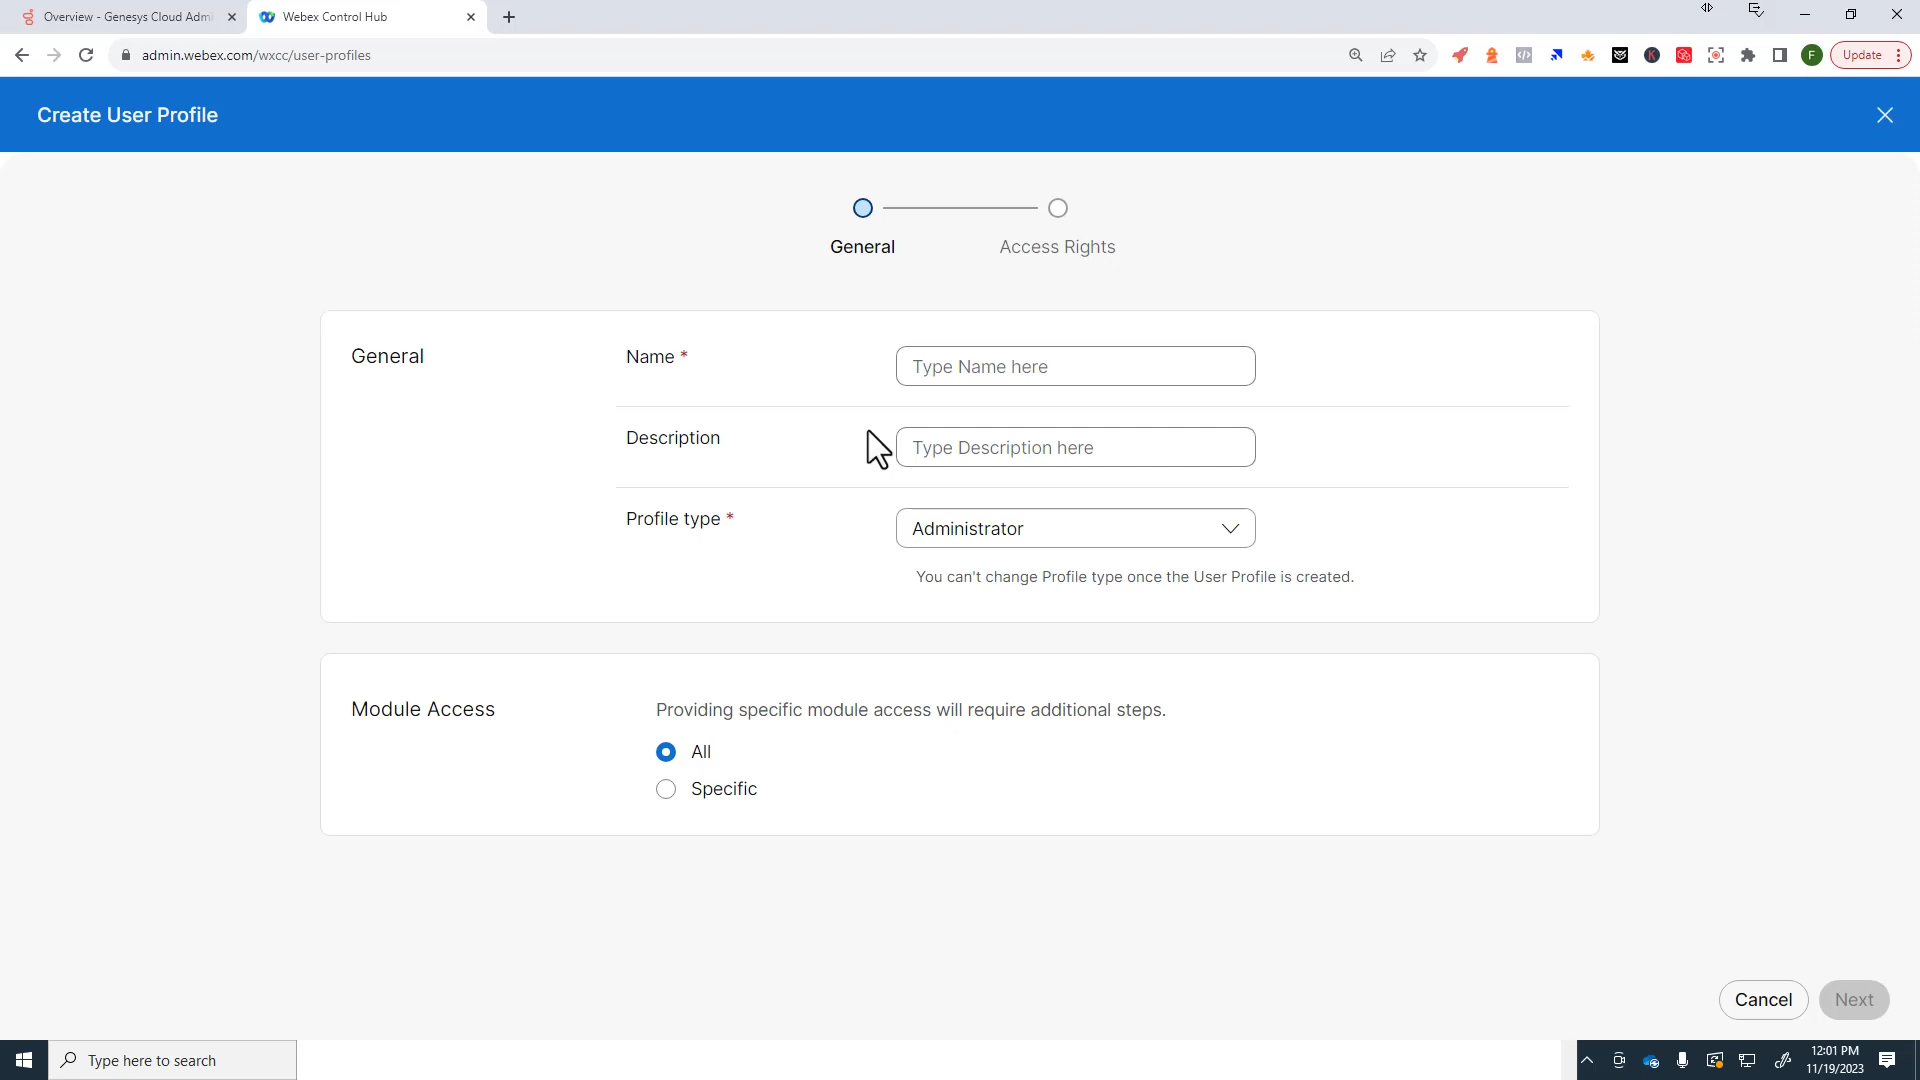 Overview - Genesys Cloud Admi
Webex Control Hub
admin.webex.com/wxcc/user-profiles
F
Update
Create User Profile
General
Access Rights
General
Name *
Type Name here
Description
Type Description here
Profile type *
Administrator
You can't change Profile type once the User Profile is created.
Module Access
Providing specific module access will require additional steps.
All
Specific
Cancel
Next
Type here to search
12:01 PM
11/19/2023